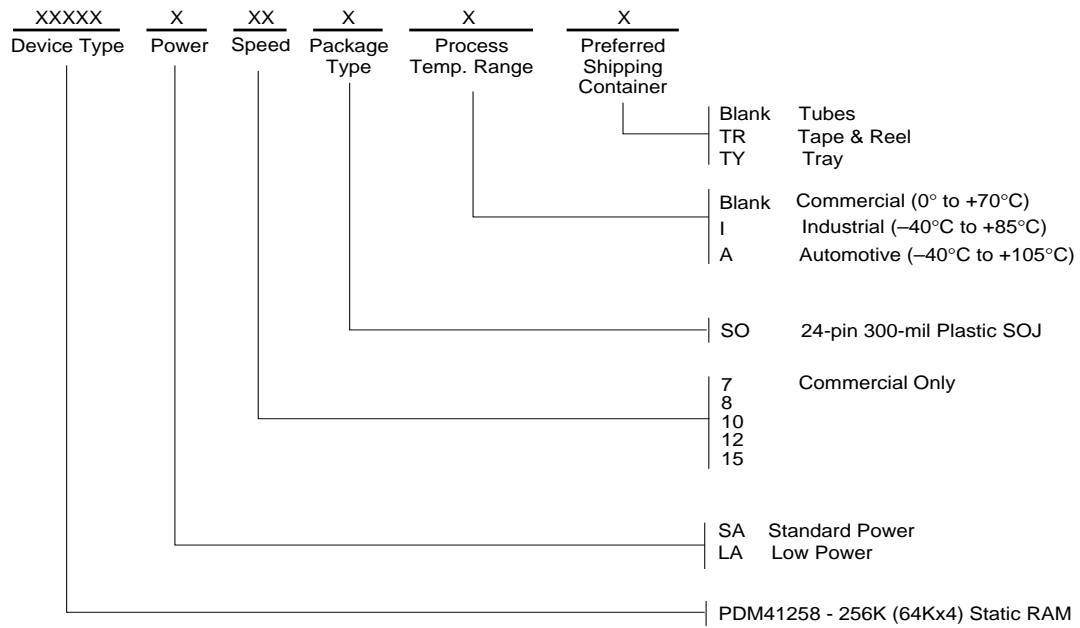 XXXXX X XX X X X
Device Type Power Speed Package Type Process Temp. Range Preferred Shipping Container
Blank Tubes
TR Tape & Reel
TY Tray
Blank Commercial (0° to +70°C)
I Industrial (–40°C to +85°C)
A Automotive (–40°C to +105°C)
SO 24-pin 300-mil Plastic SOJ
7 Commercial Only
8
10
12
15
SA Standard Power
LA Low Power
PDM41258 - 256K (64Kx4) Static RAM